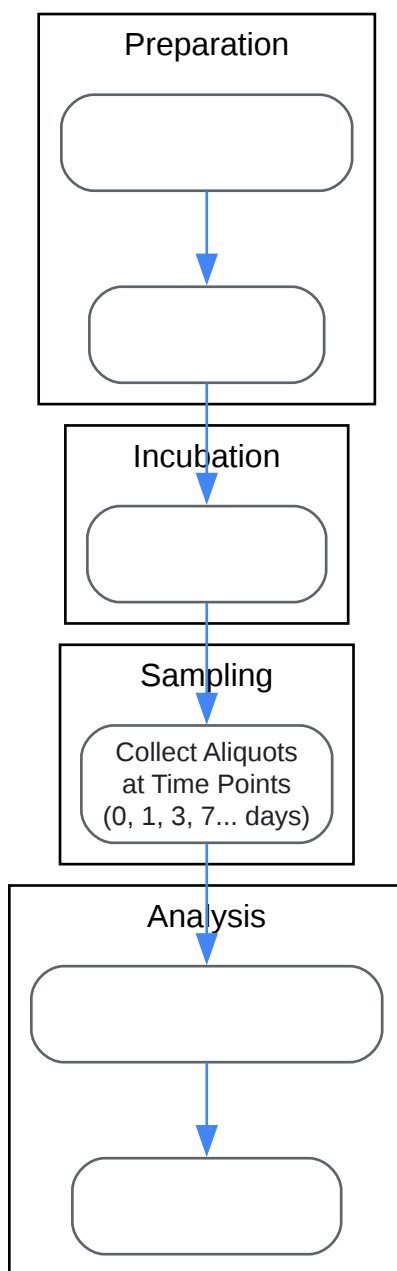 Preparation
Incubation
Sampling
Collect Aliquots
at Time Points
(0, 1, 3, 7... days)
Analysis